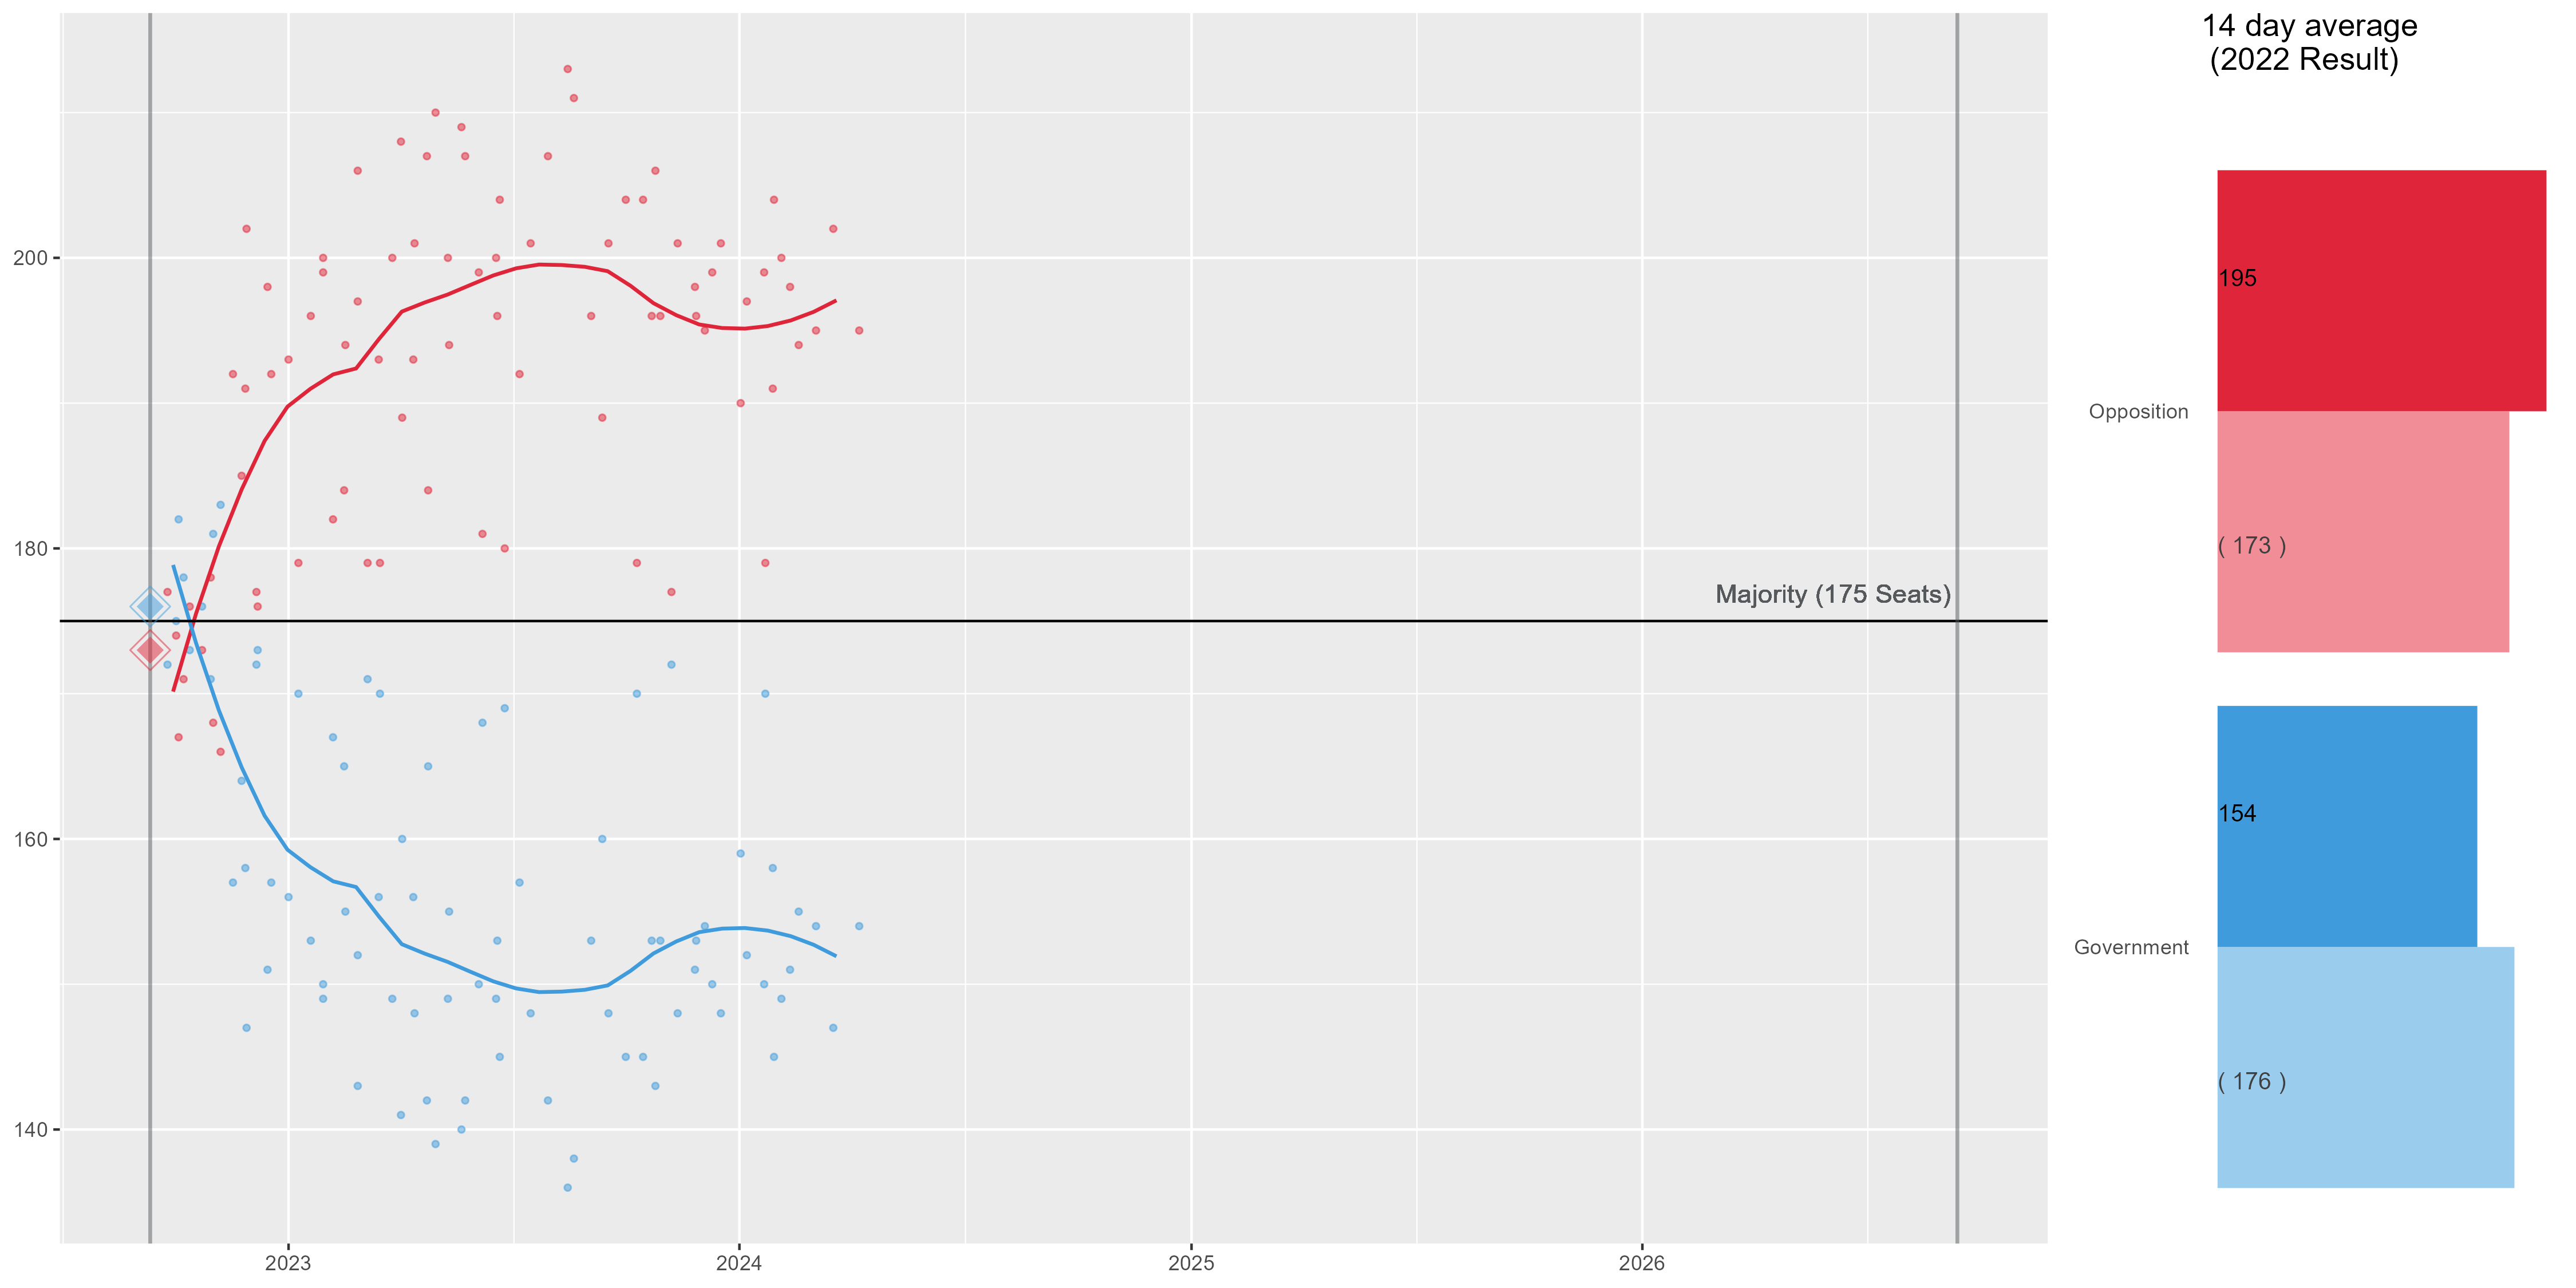 14 day average
(2022 Result)
200
180
160
140
Majority (175 Seats)
2023
2024
2025
2026
Opposition
195
( 173 )
Government
154
( 176 )